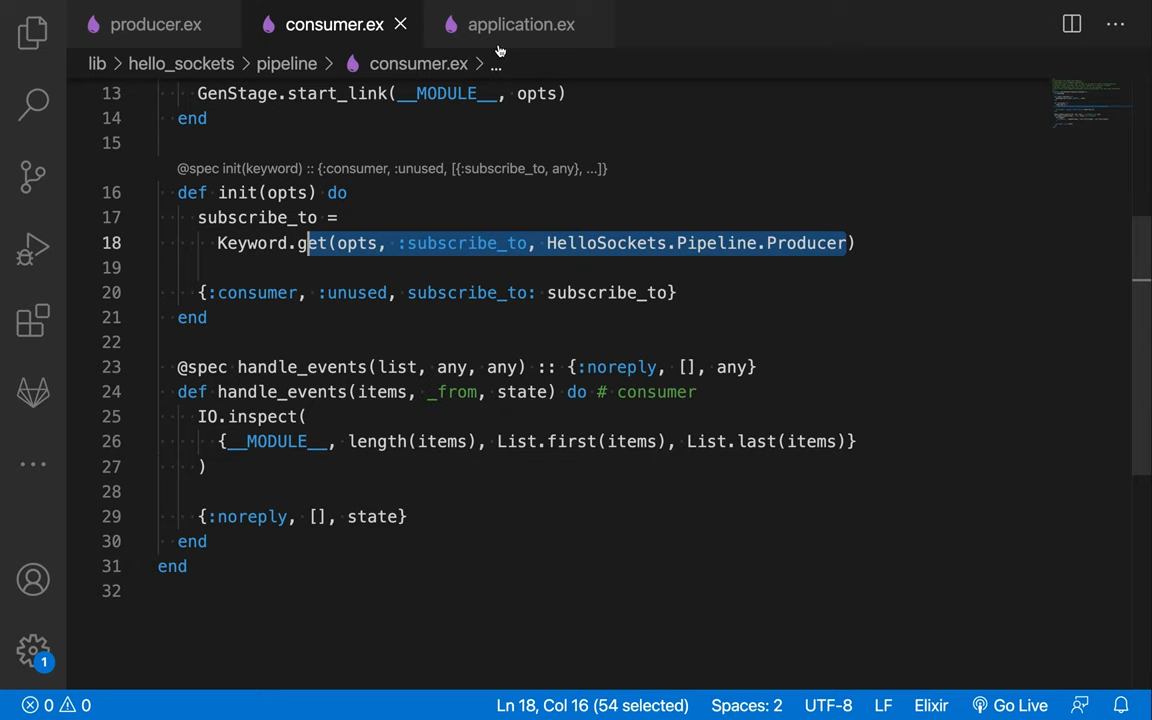 producer.ex consumer.ex application.ex
lib > hello_sockets > pipeline > consumer.ex > ...
13 GenStage.start_link(__MODULE__, opts)
14 end
15
@spec init(keyword) :: {:consumer, :unused, [{:subscribe_to, any}, ...]}
16 def init(opts) do
17 subscribe_to =
18 Keyword.get(opts, :subscribe_to, HelloSockets.Pipeline.Producer)
19
20 {:consumer, :unused, subscribe_to: subscribe_to}
21 end
22
23 @spec handle_events(list, any, any) :: {:noreply, [], any}
24 def handle_events(items, _from, state) do # consumer
25 IO.inspect(
26 {__MODULE__, length(items), List.first(items), List.last(items)}
27 )
28
29 {:noreply, [], state}
30 end
31 end
32
1
0 0 Ln 18, Col 16 (54 selected) Spaces: 2 UTF-8 LF Elixir Go Live